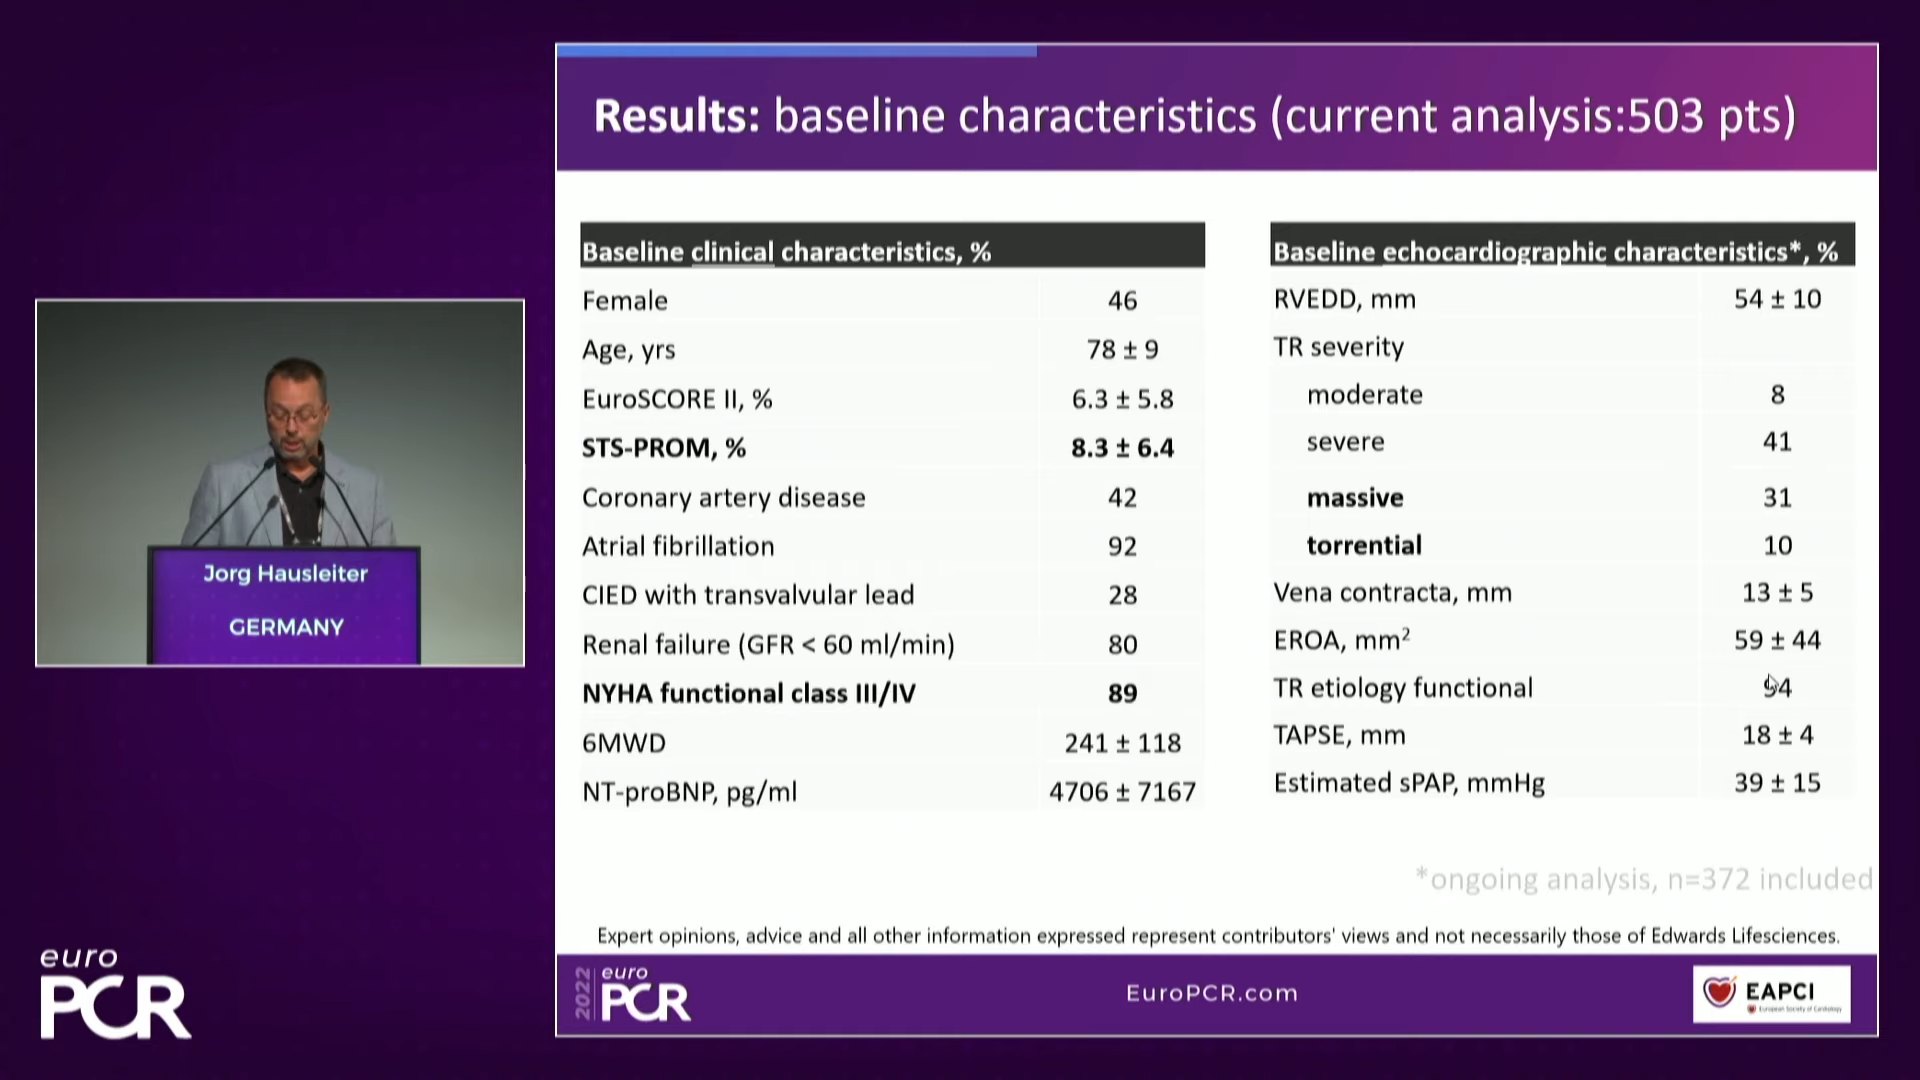 Results: baseline characteristics (current analysis:503 pts)
Baseline clinical characteristics, %
Female 46
Age, yrs 78 ± 9
EuroSCORE II, % 6.3 ± 5.8
STS-PROM, % 8.3 ± 6.4
Coronary artery disease 42
Atrial fibrillation 92
CIED with transvalvular lead 28
Renal failure (GFR < 60 ml/min) 80
NYHA functional class III/IV 89
6MWD 241 ± 118
NT-proBNP, pg/ml 4706 ± 7167
Baseline echocardiographic characteristics*, %
RVEDD, mm 54 ± 10
TR severity
moderate 8
severe 41
massive 31
torrential 10
Vena contracta, mm 13 ± 5
EROA, mm² 59 ± 44
TR etiology functional
TAPSE, mm 18 ± 4
Estimated sPAP, mmHg 39 ± 15
*ongoing analysis, n=372 included
Expert opinions, advice and all other information expressed represent contributors' views and not necessarily those of Edwards Lifesciences.
2022 euro PCR
EuroPCR.com
EAPCI
European Society of Cardiology
Jorg Hausleiter
GERMANY
euro
PCR